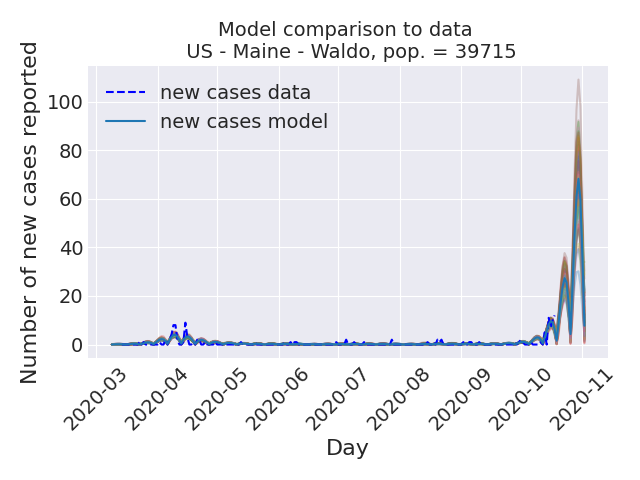 Model comparison to data
US - Maine - Waldo, pop. = 39715
Number of new cases reported
100
80
60
40
20
0
new cases data
new cases model
2020-03
2020-04
2020-05
2020-06
2020-07
2020-08
2020-09
2020-10
2020-11
Day